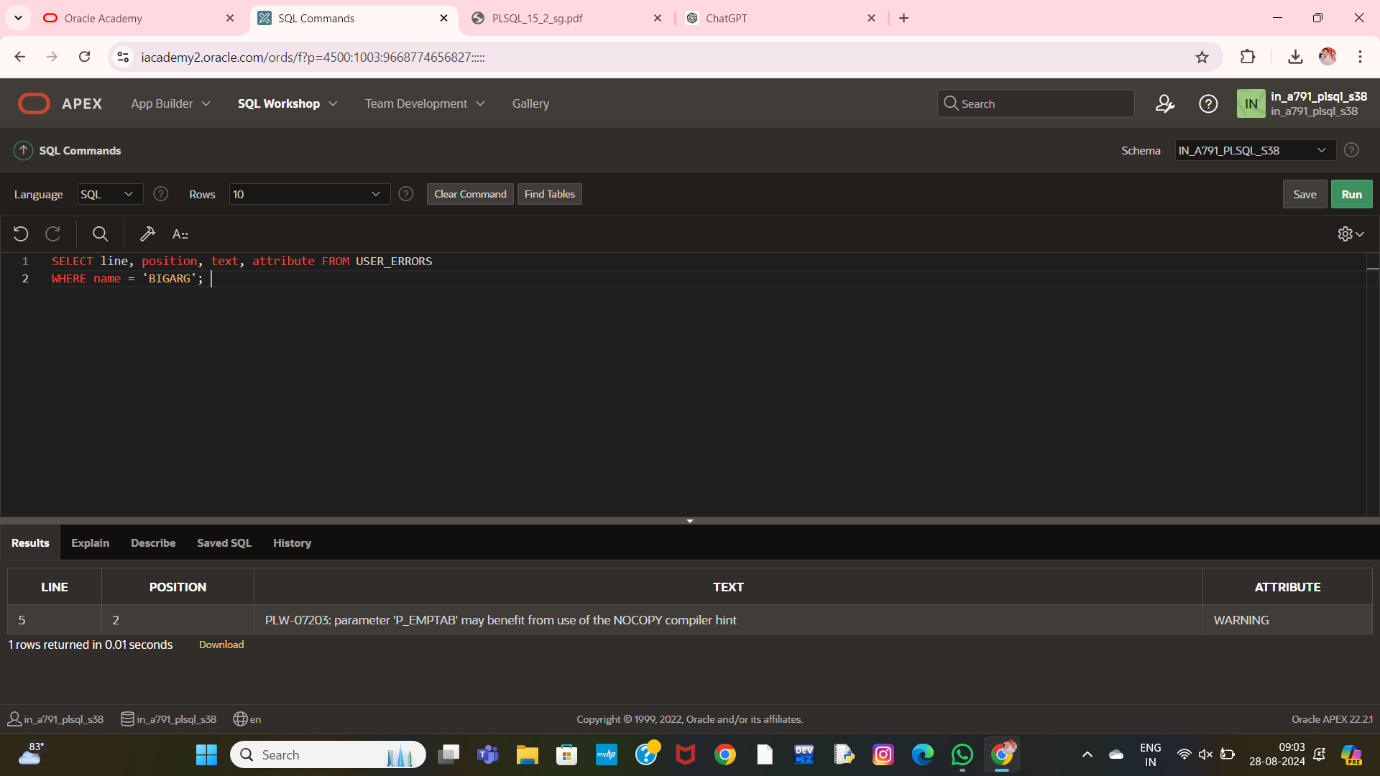 Oracle Academy
SQL Commands
PLSQL_15_2_sg.pdf
ChatGPT
iacademy2.oracle.com/ords/f?p=4500:1003:9668774656827:::::
APEX
App Builder
SQL Workshop
Team Development
Gallery
Search
IN
in_a791_plsql_s38
in_a791_plsql_s38
SQL Commands
Schema
IN_A791_PLSQL_S38
Language
SQL
Rows
10
Clear Command
Find Tables
Save
Run
1 SELECT line, position, text, attribute FROM USER_ERRORS
2 WHERE name = 'BIGARG';
Results
Explain
Describe
Saved SQL
History
LINE POSITION TEXT ATTRIBUTE
5 2 PLW-07203: parameter 'P_EMPTAB' may benefit from use of the NOCOPY compiler hint WARNING
1 rows returned in 0.01 seconds
Download
in_a791_plsql_s38
in_a791_plsql_s38
en
Copyright © 1999, 2022, Oracle and/or its affiliates.
Oracle APEX 22.2.1
83°
Search
ENG
IN
09:03
28-08-2024